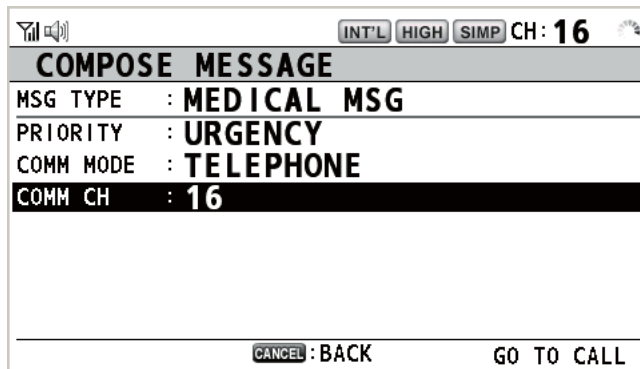 INT'L HIGH SIMP CH: 16
COMPOSE MESSAGE
MSG TYPE : MEDICAL MSG
PRIORITY : URGENCY
COMM MODE : TELEPHONE
COMM CH : 16
CANCEL : BACK GO TO CALL